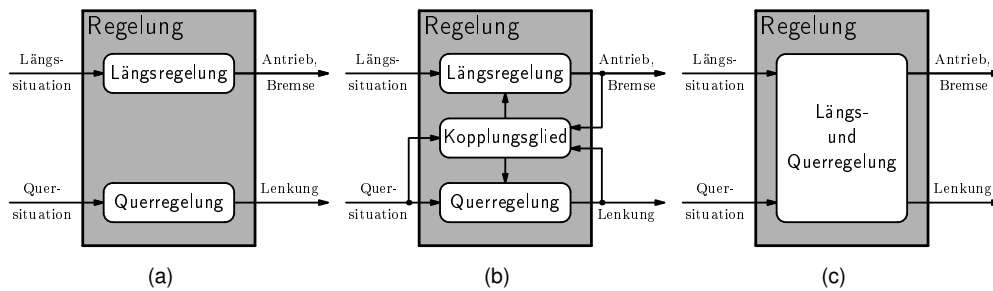 Regelung
Längs-
situation
Längsregelung
Antrieb,
Bremse
Quer-
situation
Querregelung
Lenkung
(a)
Regelung
Längs-
situation
Längsregelung
Antrieb,
Bremse
Kopplungsglied
Quer-
situation
Querregelung
Lenkung
(b)
Regelung
Längs-
situation
Längs-
und
Querregelung
Antrieb,
Bremse
Quer-
situation
Lenkung
(c)